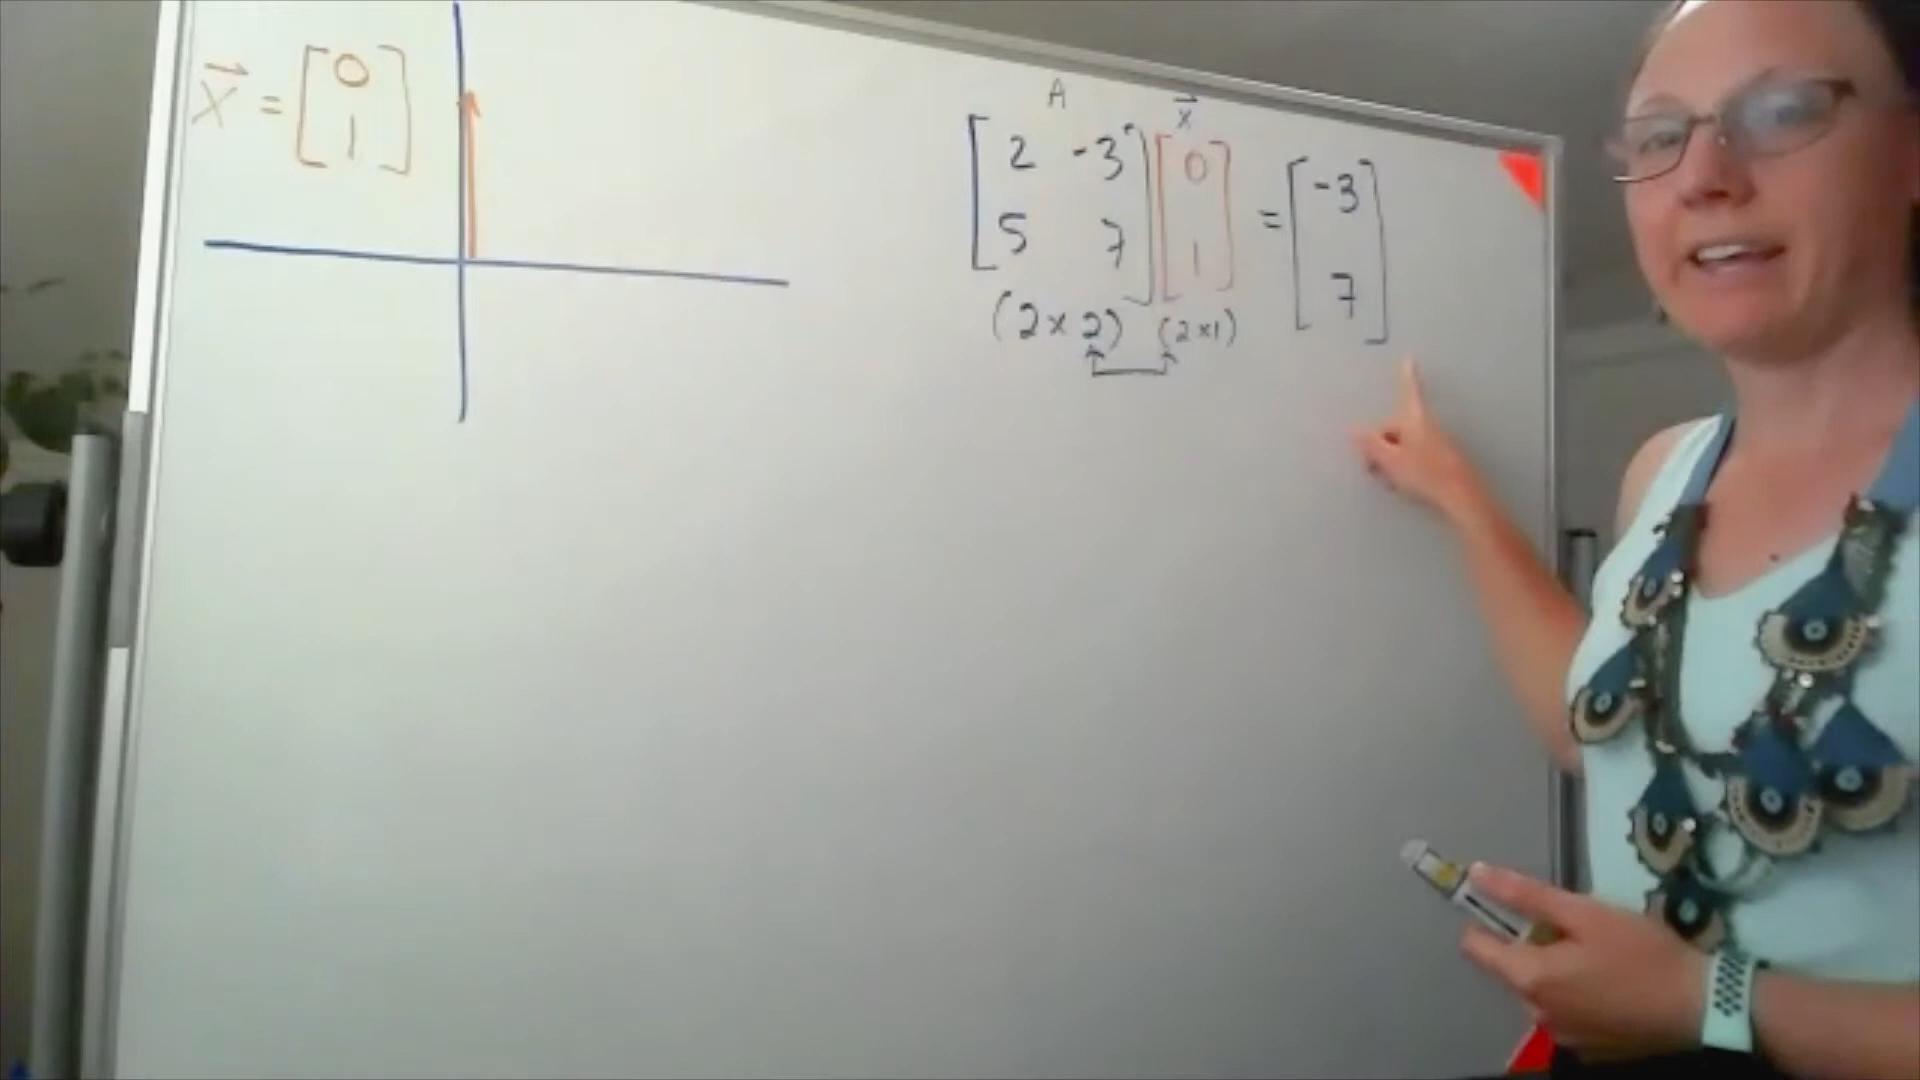 x⃗ = [0
1]
A x⃗
[2 -3] [0] = [-3]
[5 7] [1] [7]
(2 x 2) (2 x 1)